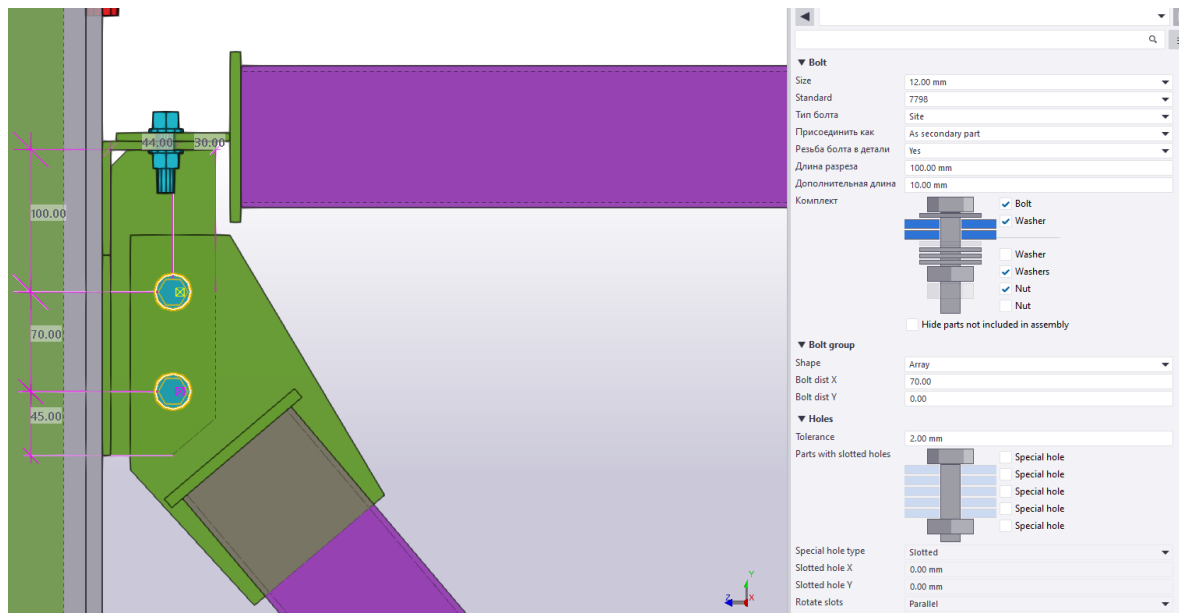 44.00
30.00
100.00
70.00
45.00
Y
Z
X
▼ Bolt
Size 12.00 mm
Standard 7798
Тип болта Site
Присоединить как As secondary part
Резьба болта в детали Yes
Длина разреза 100.00 mm
Дополнительная длина 10.00 mm
Комплект
Bolt
Washer
Washer
Washers
Nut
Nut
Hide parts not included in assembly
▼ Bolt group
Shape Array
Bolt dist X 70.00
Bolt dist Y 0.00
▼ Holes
Tolerance 2.00 mm
Parts with slotted holes
Special hole
Special hole
Special hole
Special hole
Special hole
Special hole type Slotted
Slotted hole X 0.00 mm
Slotted hole Y 0.00 mm
Rotate slots Parallel